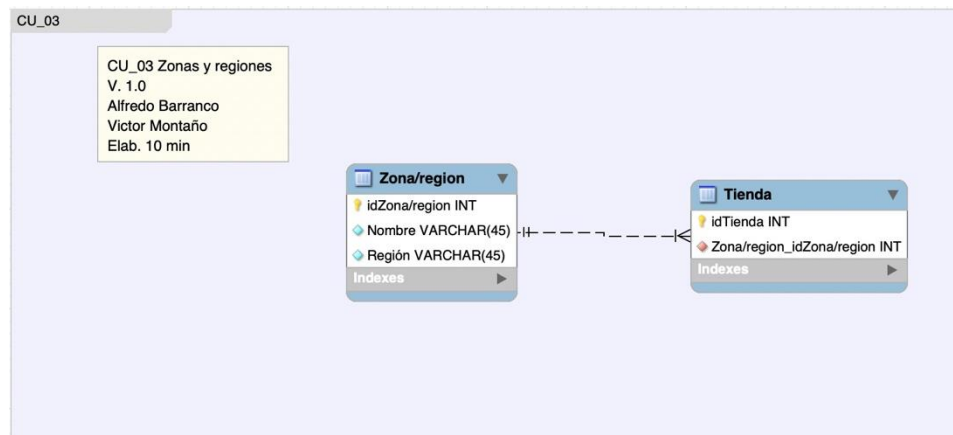 CU_03
CU_03 Zonas y regiones
V. 1.0
Alfredo Barranco
Victor Montaño
Elab. 10 min
Zona/region
idZona/region INT
Nombre VARCHAR(45)
Región VARCHAR(45)
Indexes
Tienda
idTienda INT
Zona/region_idZona/region INT
Indexes